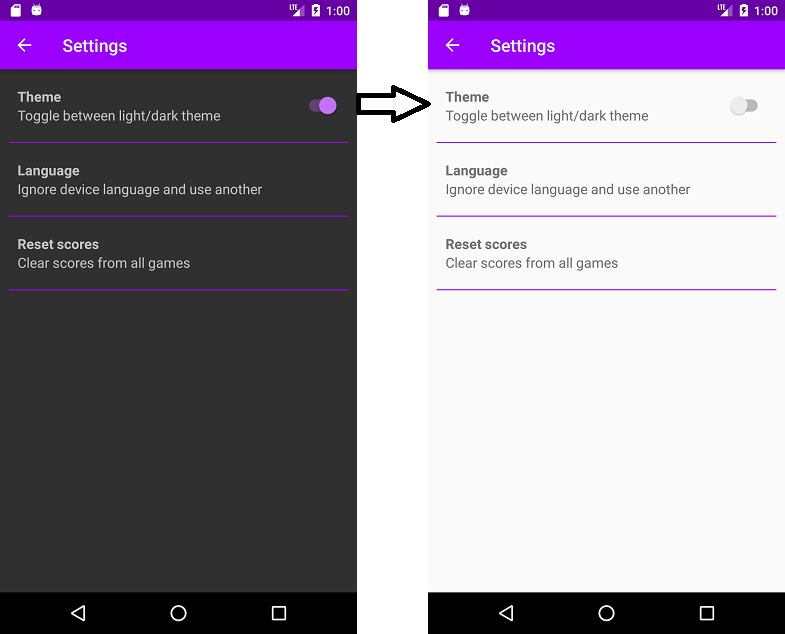 LTE 1:00
Settings
Theme
Toggle between light/dark theme
Language
Ignore device language and use another
Reset scores
Clear scores from all games
LTE 1:00
Settings
Theme
Toggle between light/dark theme
Language
Ignore device language and use another
Reset scores
Clear scores from all games